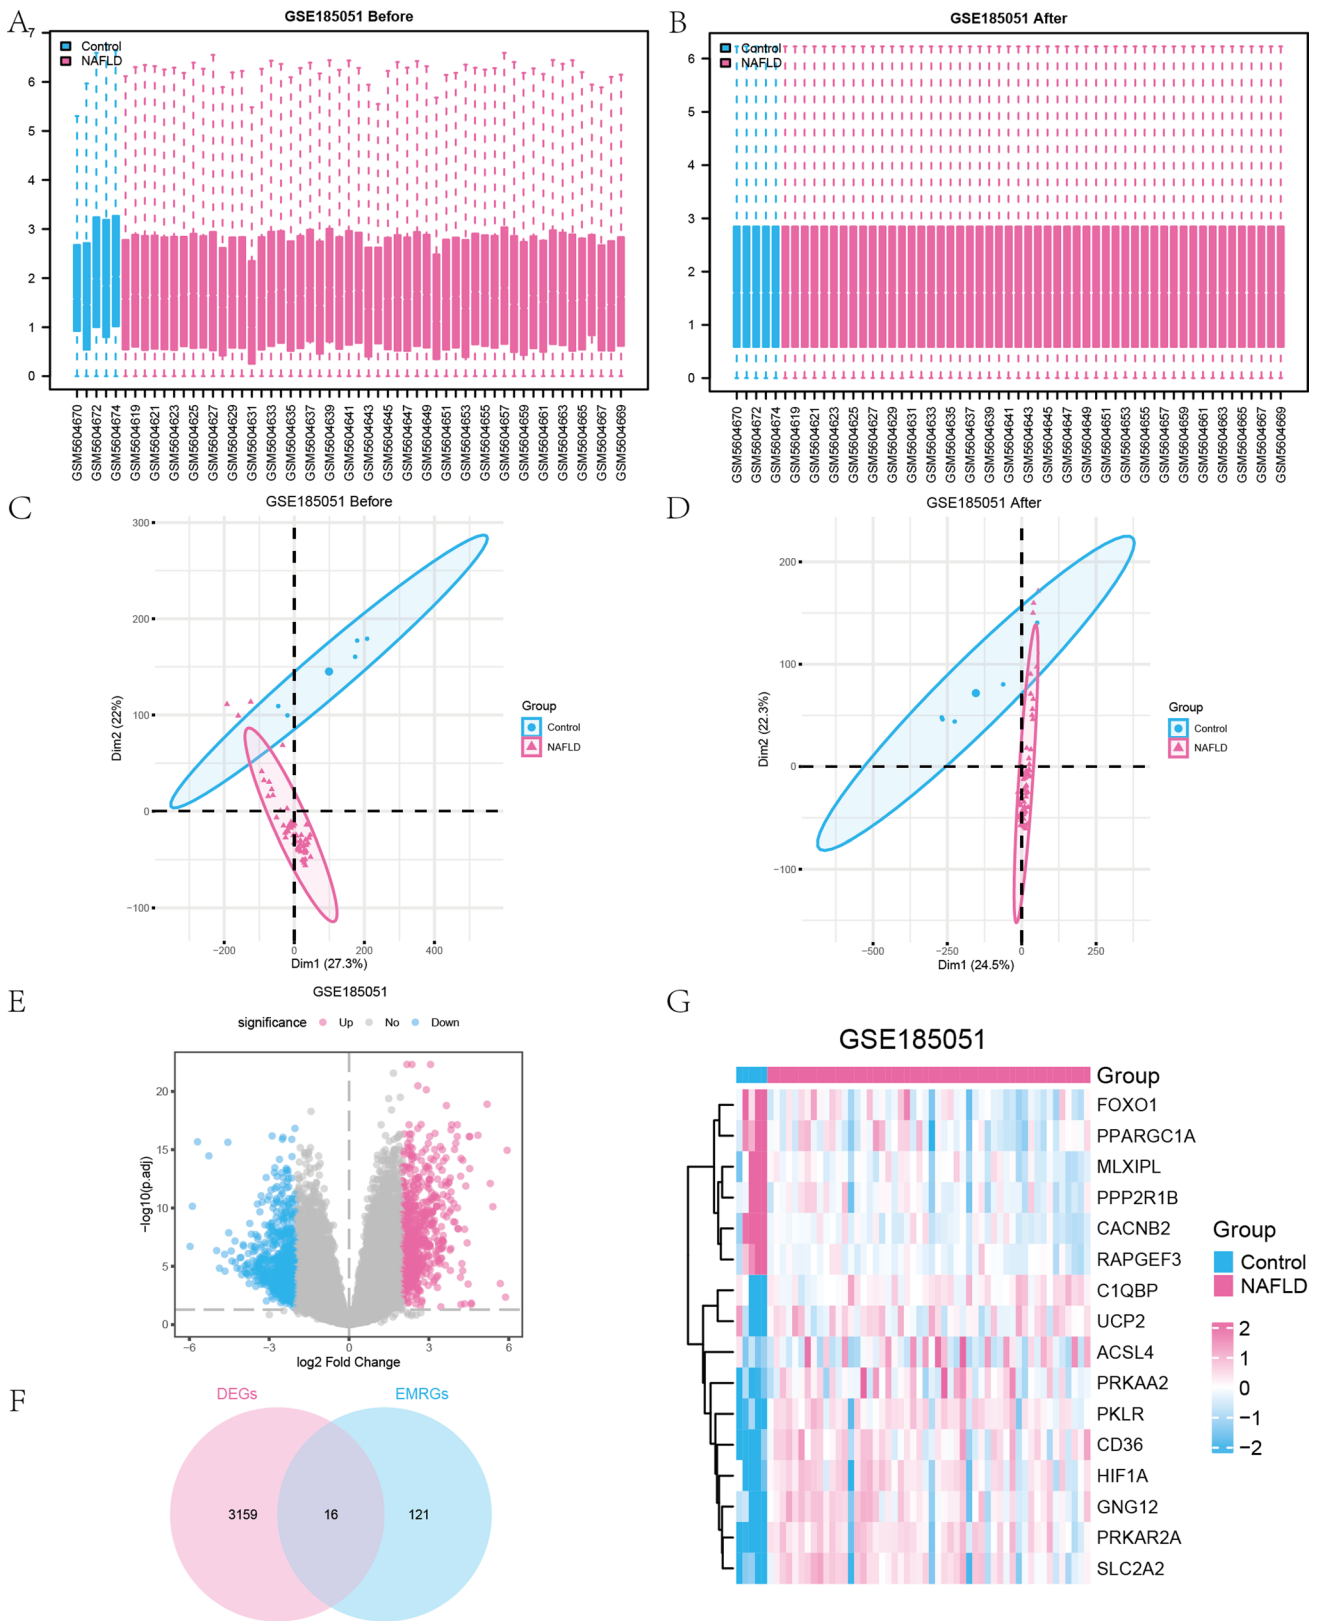 A
GSE185051 Before
Control
NAFLD
7
6
5
4
3
2
1
0
GSM5604670
GSM5604672
GSM5604674
GSM5604619
GSM5604621
GSM5604623
GSM5604625
GSM5604627
GSM5604629
GSM5604631
GSM5604633
GSM5604635
GSM5604637
GSM5604639
GSM5604641
GSM5604643
GSM5604645
GSM5604647
GSM5604649
GSM5604651
GSM5604653
GSM5604655
GSM5604657
GSM5604659
GSM5604661
GSM5604663
GSM5604665
GSM5604667
GSM5604669
B
GSE185051 After
Control
NAFLD
6
5
4
3
2
1
0
GSM5604670
GSM5604672
GSM5604674
GSM5604619
GSM5604621
GSM5604623
GSM5604625
GSM5604627
GSM5604629
GSM5604631
GSM5604633
GSM5604635
GSM5604637
GSM5604639
GSM5604641
GSM5604643
GSM5604645
GSM5604647
GSM5604649
GSM5604651
GSM5604653
GSM5604655
GSM5604657
GSM5604659
GSM5604661
GSM5604663
GSM5604665
GSM5604667
GSM5604669
C
GSE185051 Before
300
200
100
0
−100
Dim2 (22%)
−200 0 200 400
Dim1 (27.3%)
Group
Control
NAFLD
D
GSE185051 After
200
100
0
−100
Dim2 (22.3%)
−500 −250 0 250
Dim1 (24.5%)
Group
Control
NAFLD
E
GSE185051
significance Up No Down
20
15
10
5
0
−log10(p.adj)
−6 −3 0 3 6
log2 Fold Change
F
DEGs EMRGs
3159 16 121
G
GSE185051
Group
FOXO1
PPARGC1A
MLXIPL
PPP2R1B
CACNB2
RAPGEF3
C1QBP
UCP2
ACSL4
PRKAA2
PKLR
CD36
HIF1A
GNG12
PRKAR2A
SLC2A2
Group
Control
NAFLD
2
1
0
−1
−2